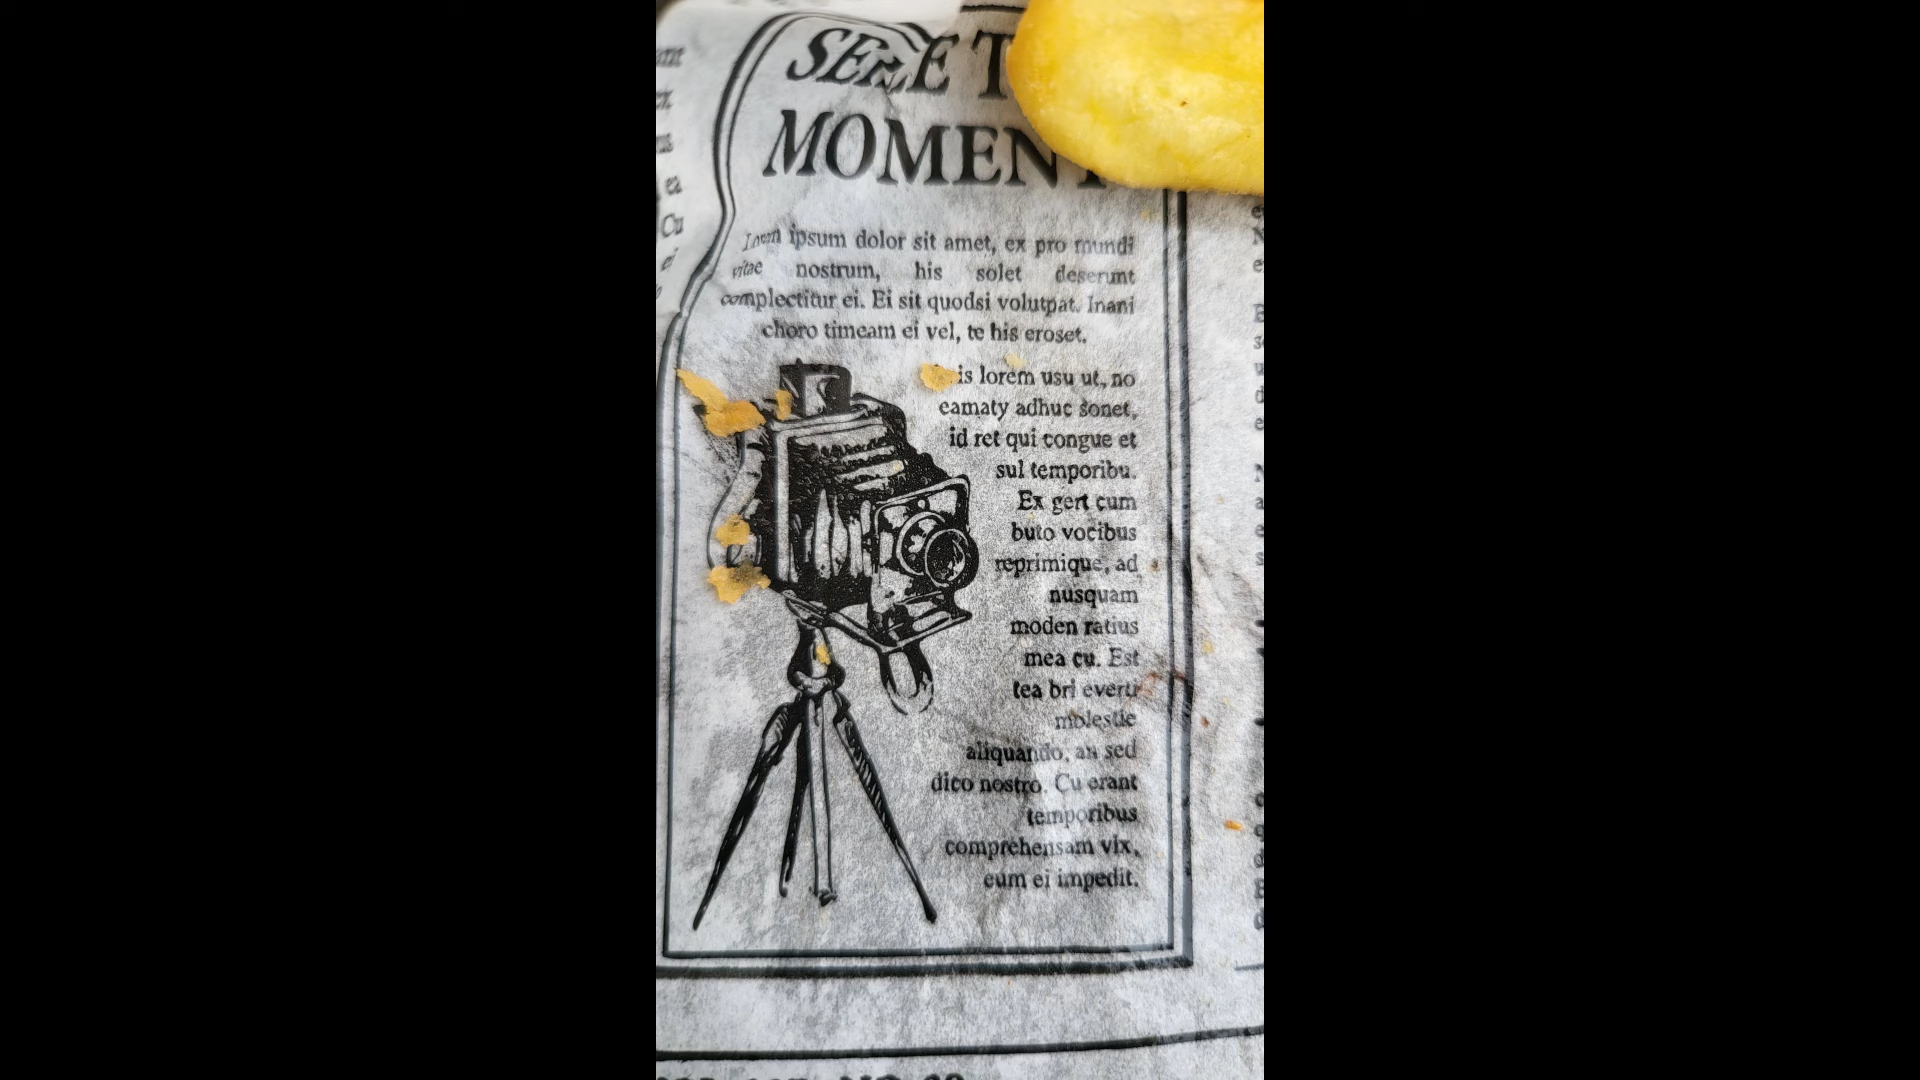 MOMENT
ipsum dolor sit amet, ex pro mundi
vitae nostrum, his solet deserunt
complectitur ei. Ei sit quodsi volutpat. Inani
choro timeam ei vel, te his eroset.
is lorem usu ut, no
eamaty adhuc sonet,
id ret qui congue et
sul temporibu.
Ex gert cum
buto vocibus
reprimique, ad
nusquam
moden ratius
mea cu. Est
tea bri everti
molestie
aliquando, an sed
dico nostro. Cu erant
temporibus
comprehensam vix,
eum ei impedit.